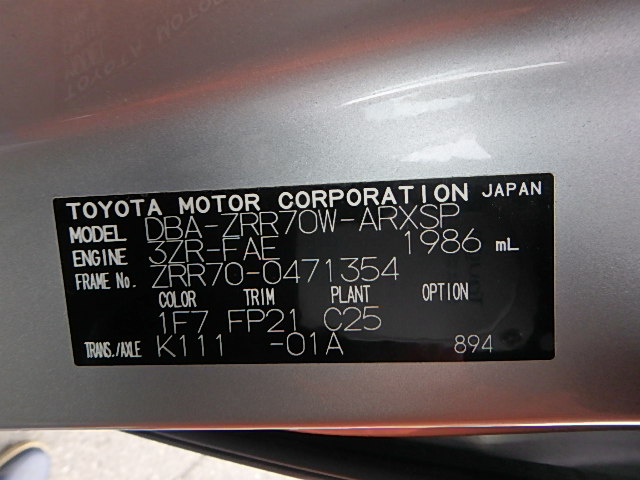 TOYOTA MOTOR CORPORATION JAPAN
MODEL DBA-ZRR70W-ARXSP
ENGINE 3ZR-FAE 1986 mL
FRAME No. ZRR70-0471354
COLOR TRIM PLANT OPTION
1F7 FP21 C25
TRANS./AXLE K111 -01A 894